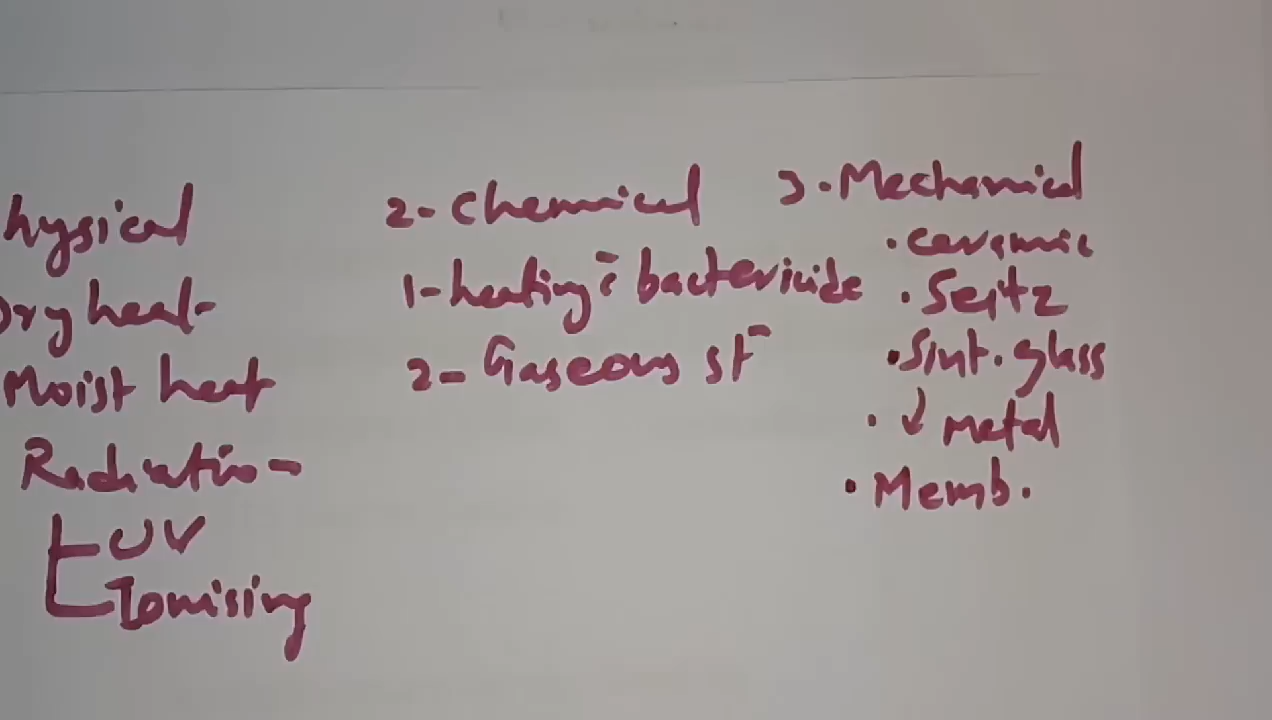 hysical
Dry heat
Moist heat
Radiation
UV
Ionising
2- Chemical
1- heating c̄ bactericide
2- Gaseous st
3. Mechanical
• ceramic
• Seitz
• Sint. glass
• ↓ Metal
• Memb.